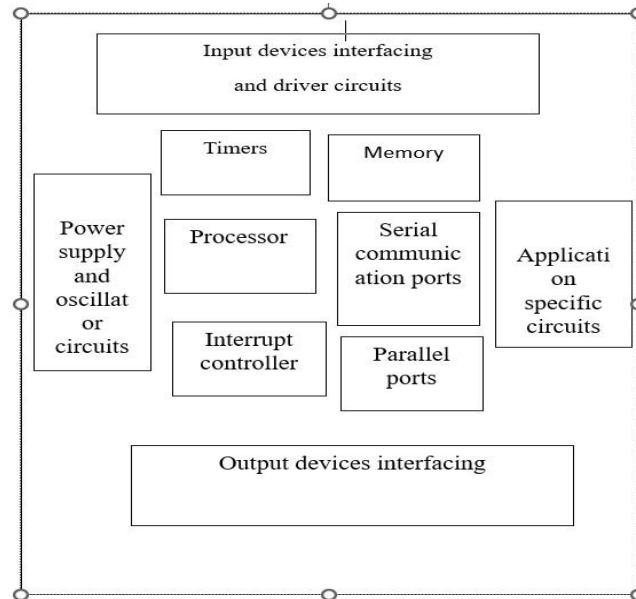 Input devices interfacing
and driver circuits
Timers
Memory
Power
supply
and
oscillat
or
circuits
Processor
Serial
communic
ation ports
Applicati
on
specific
circuits
Interrupt
controller
Parallel
ports
Output devices interfacing